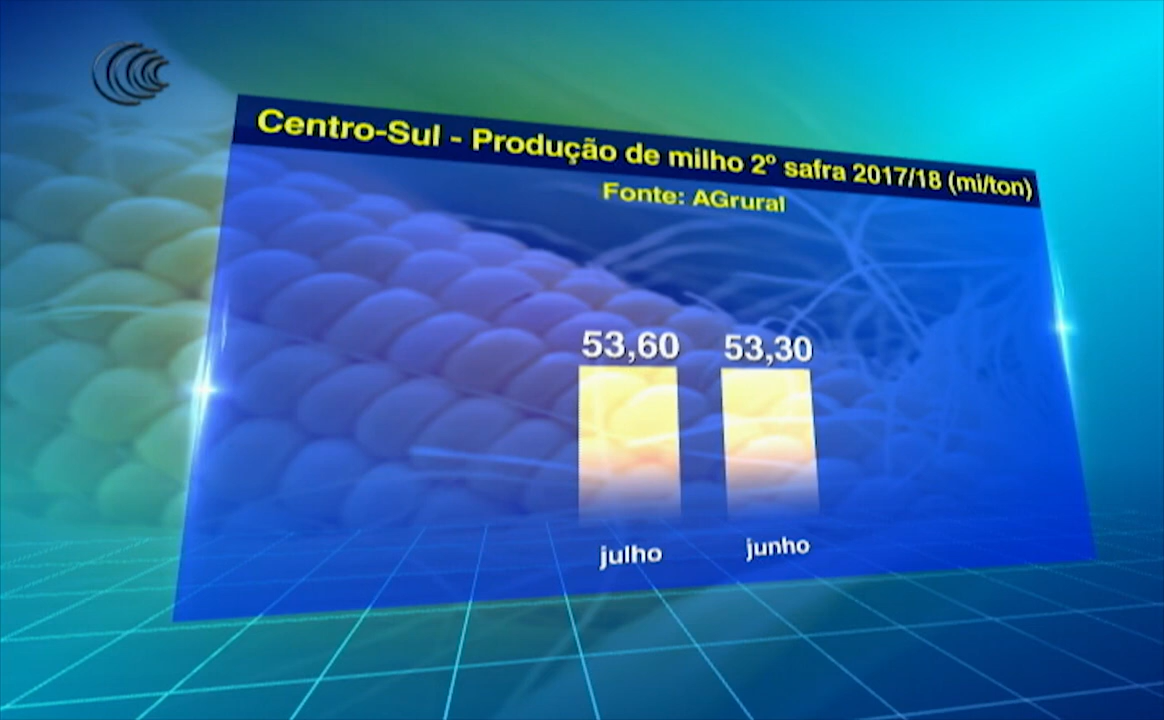 Centro-Sul - Produção de milho 2º safra 2017/18 (mi/ton)
Fonte: AGrural
53,60 53,30
julho junho